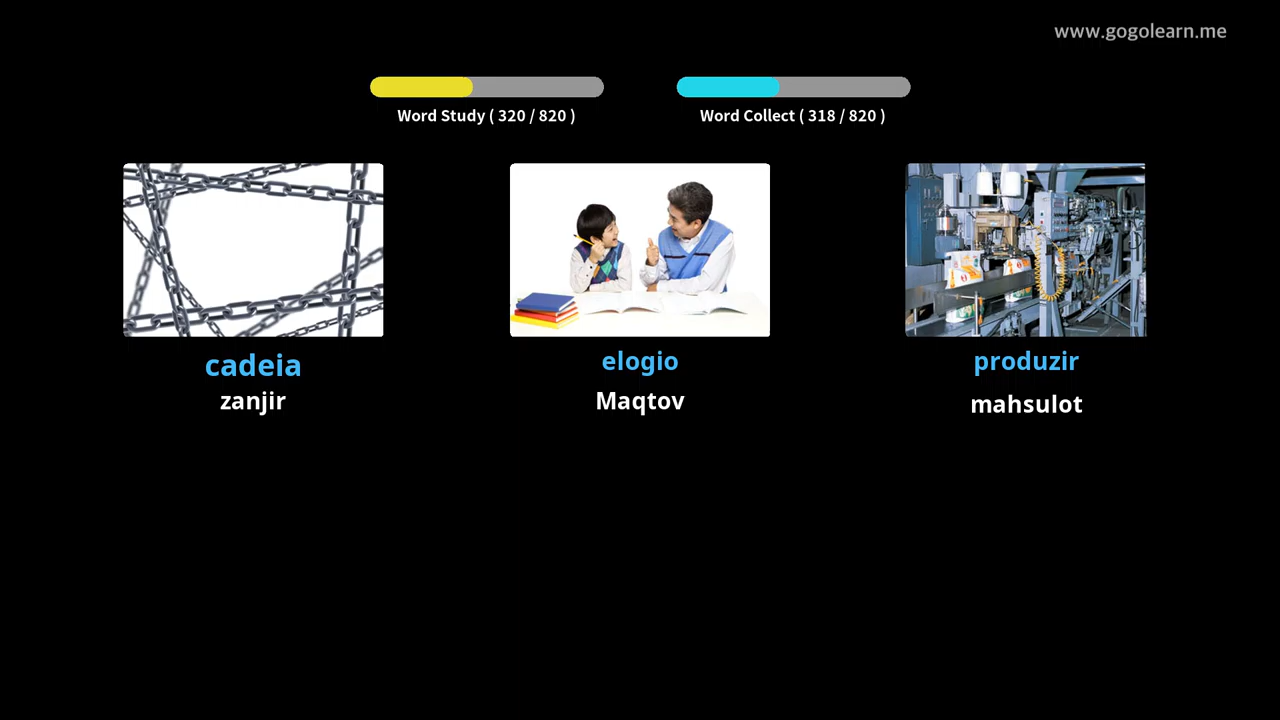 www.gogolearn.me
Word Study ( 320 / 820 )
Word Collect ( 318 / 820 )
cadeia
zanjir
elogio
Maqtov
produzir
mahsulot